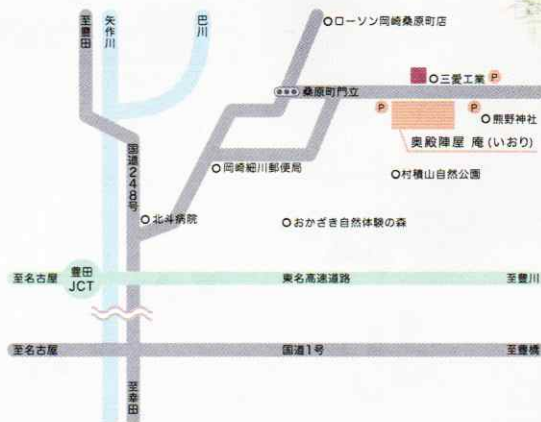 至豊田
矢作川
巴川
ローソン岡崎桑原町店
三愛工業
P
桑原町門立
P
P
熊野神社
奥殿陣屋 庵(いおり)
国道248号
岡崎細川郵便局
村積山自然公園
北斗病院
おかざき自然体験の森
至名古屋
豊田
JCT
東名高速道路
至豊川
至名古屋
国道1号
至豊橋
至幸田